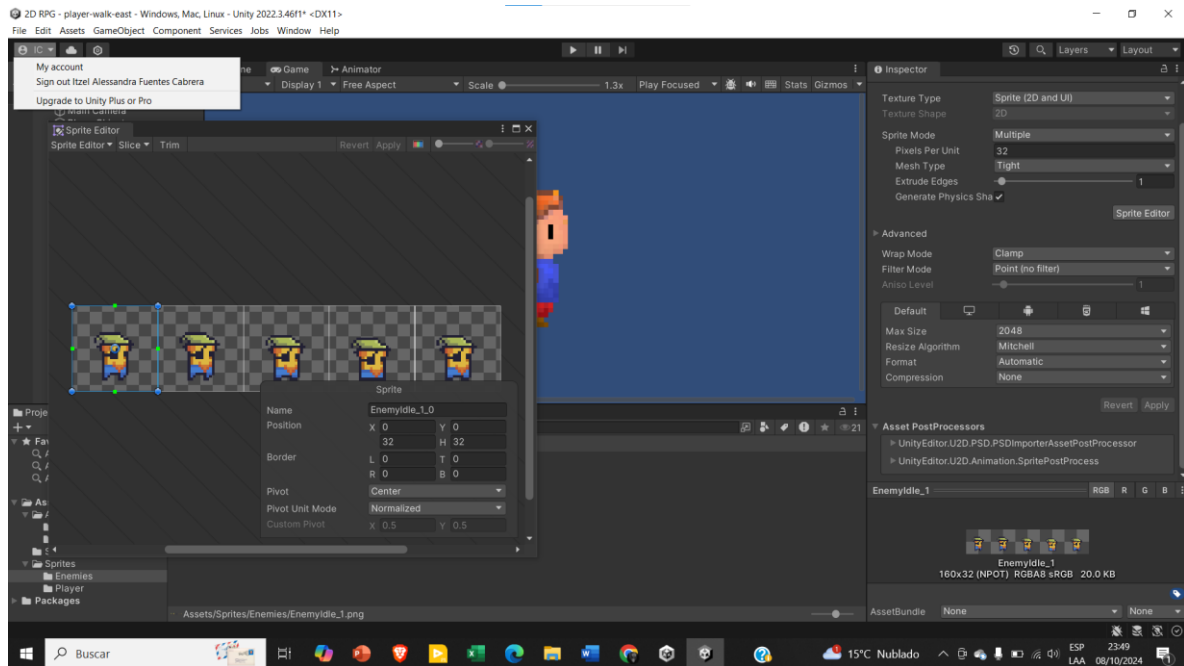 2D RPG - player-walk-east - Windows, Mac, Linux - Unity 2022.3.46f1* <DX11>
File Edit Assets GameObject Component Services Jobs Window Help
IC Layers Layout
My account
Sign out Itzel Alessandra Fuentes Cabrera
Upgrade to Unity Plus or Pro
ne Game Animator
Display 1 Free Aspect Scale 1.3x Play Focused Stats Gizmos
Main Camera
Sprite Editor
Sprite Editor Slice Trim Revert Apply
Sprite
Name EnemyIdle_1_0
Position X 0 Y 0
32 H 32
Border L 0 T 0
R 0 B 0
Pivot Center
Pivot Unit Mode Normalized
Custom Pivot X 0.5 Y 0.5
Inspector
Texture Type Sprite (2D and UI)
Texture Shape 2D
Sprite Mode Multiple
Pixels Per Unit 32
Mesh Type Tight
Extrude Edges 1
Generate Physics Sha
Sprite Editor
Advanced
Wrap Mode Clamp
Filter Mode Point (no filter)
Aniso Level 1
Default
Max Size 2048
Resize Algorithm Mitchell
Format Automatic
Compression None
Revert Apply
Asset PostProcessors
UnityEditor.U2D.PSD.PSDImporterAssetPostProcessor
UnityEditor.U2D.Animation.SpritePostProcess
EnemyIdle_1 RGB R G B
EnemyIdle_1
160x32 (NPOT) RGBA8 sRGB 20.0 KB
AssetBundle None None
Proje
21
Fav
As
Sprites
Enemies
Player
Packages
Assets/Sprites/Enemies/EnemyIdle_1.png
Buscar
15°C Nublado
ESP
LAA
23:49
08/10/2024